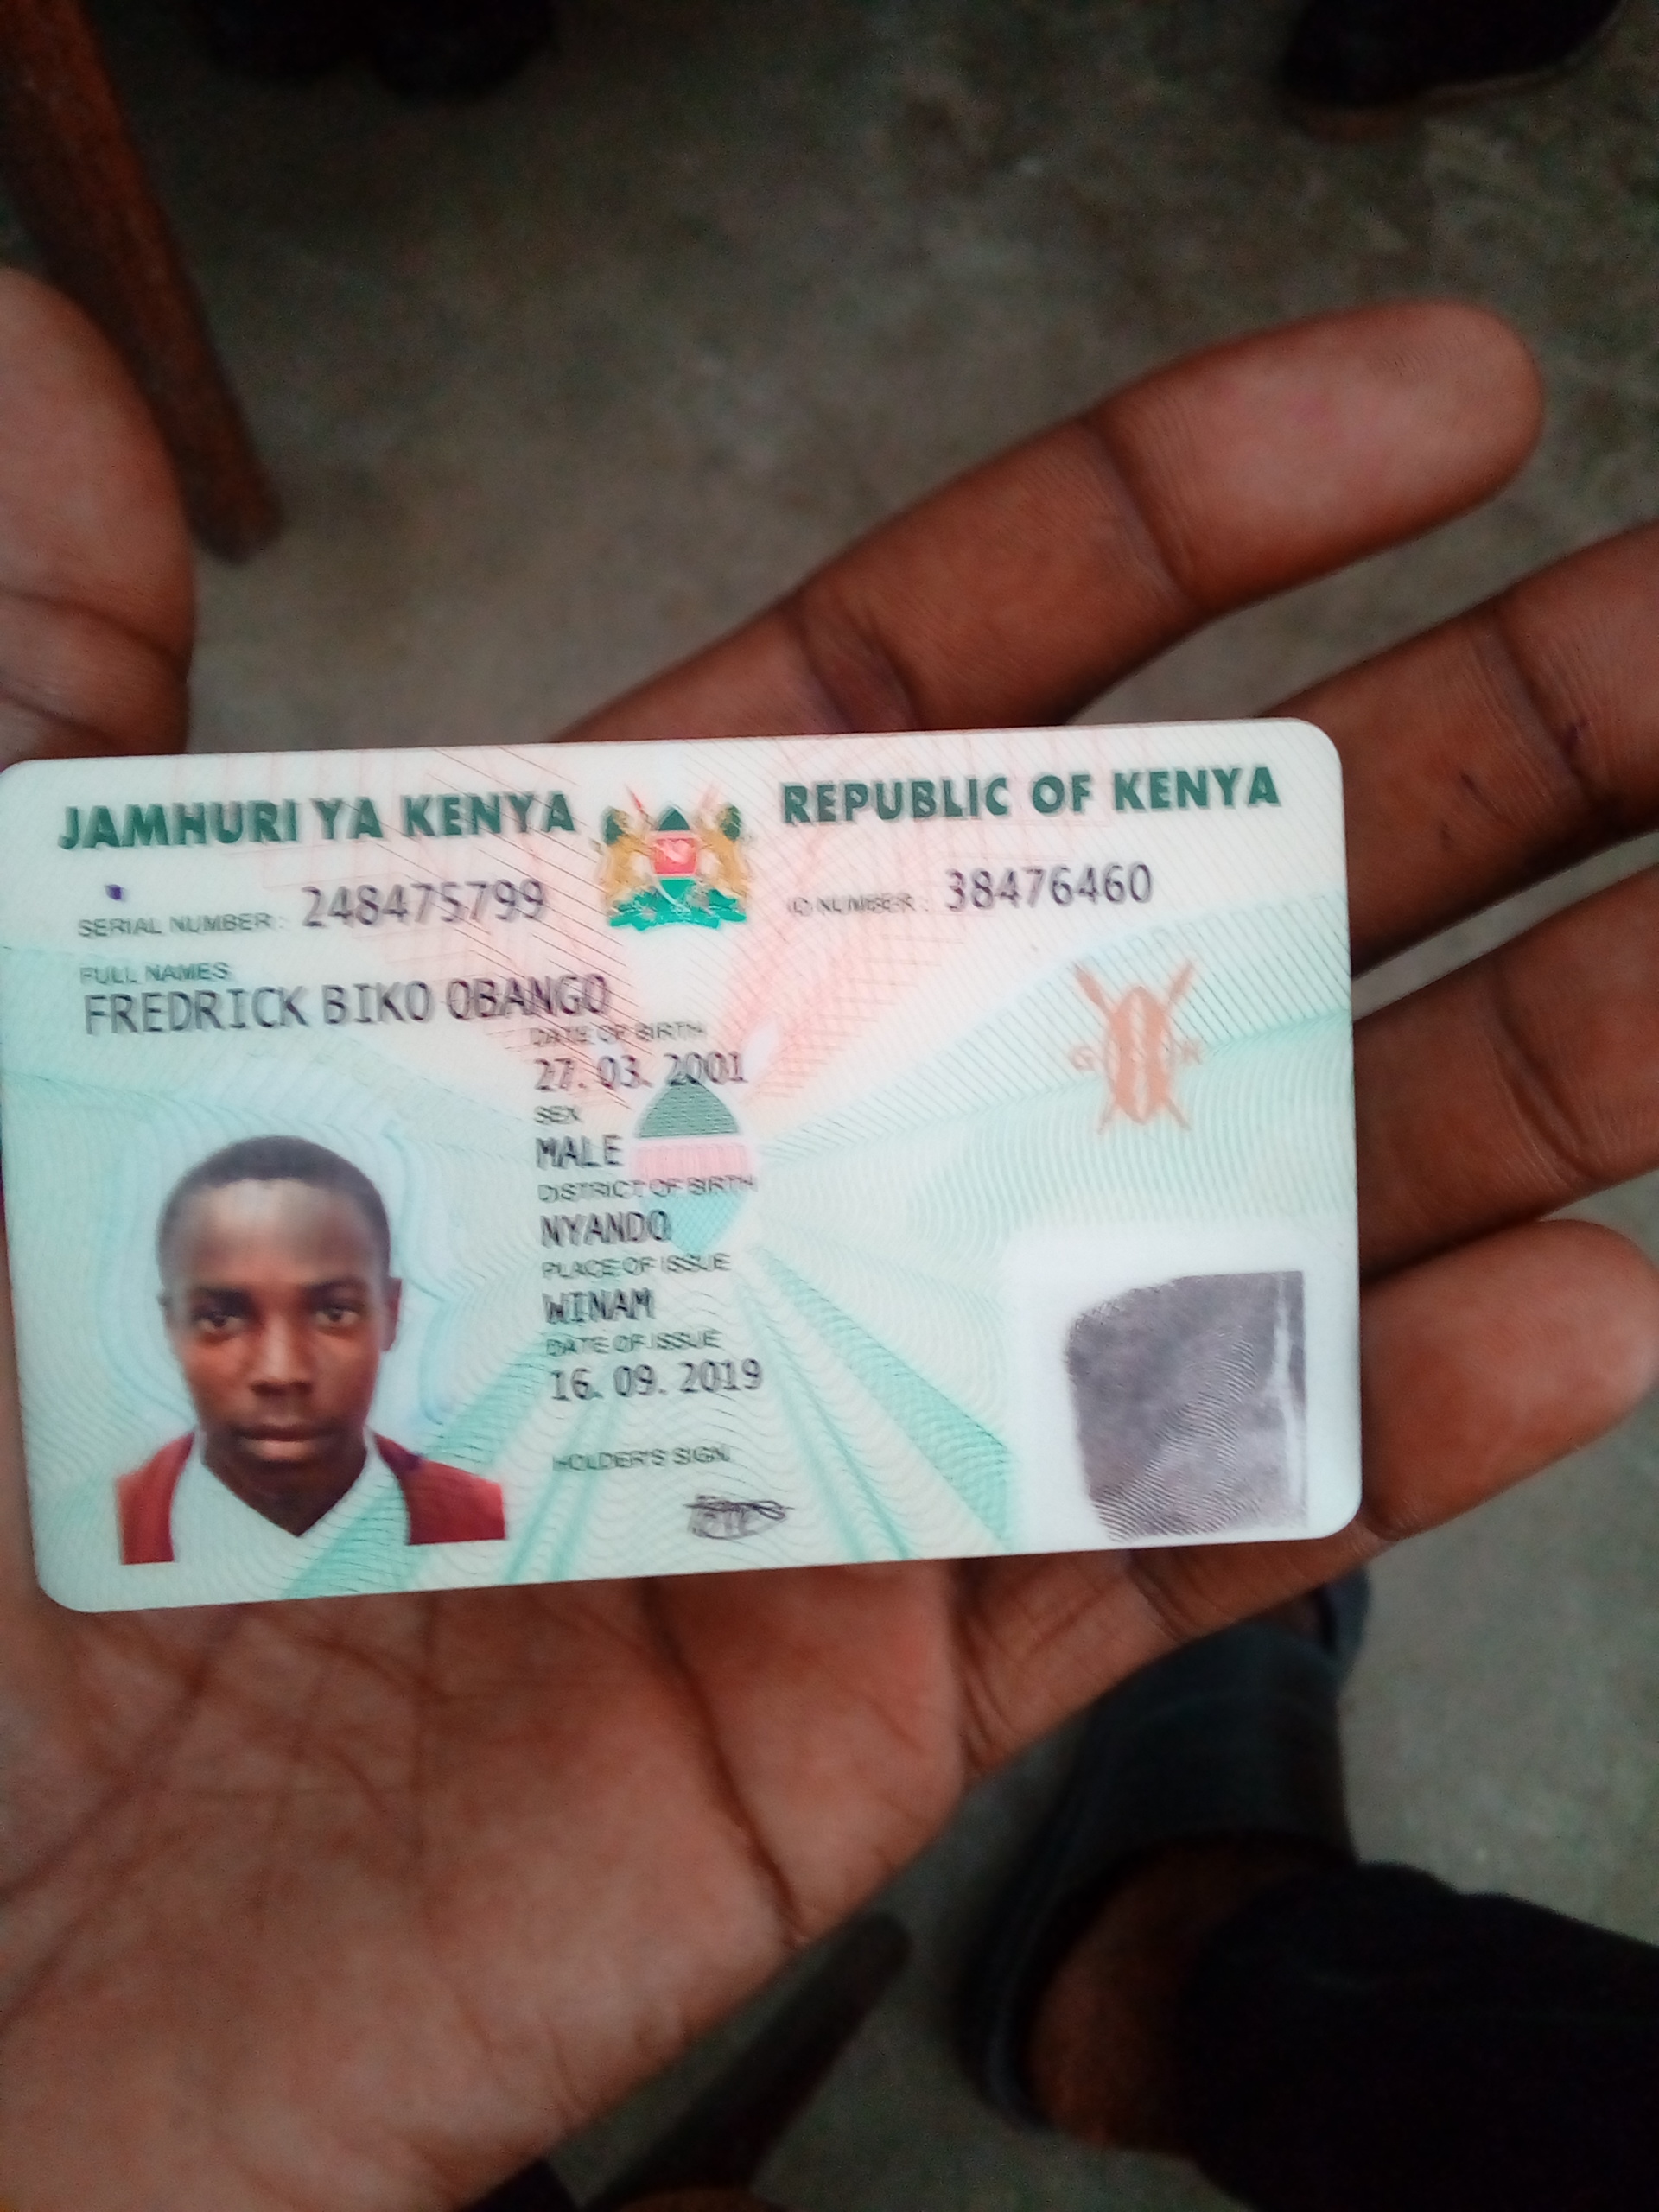 JAMHURI YA KENYA REPUBLIC OF KENYA
SERIAL NUMBER: 248475799 ID NUMBER: 38476460
FULL NAMES
FREDRICK BIKO OBANGO
DATE OF BIRTH
27. 03. 2001
SEX
MALE
DISTRICT OF BIRTH
NYANDO
PLACE OF ISSUE
WINAM
DATE OF ISSUE
16. 09. 2019
HOLDER'S SIGN.
G K